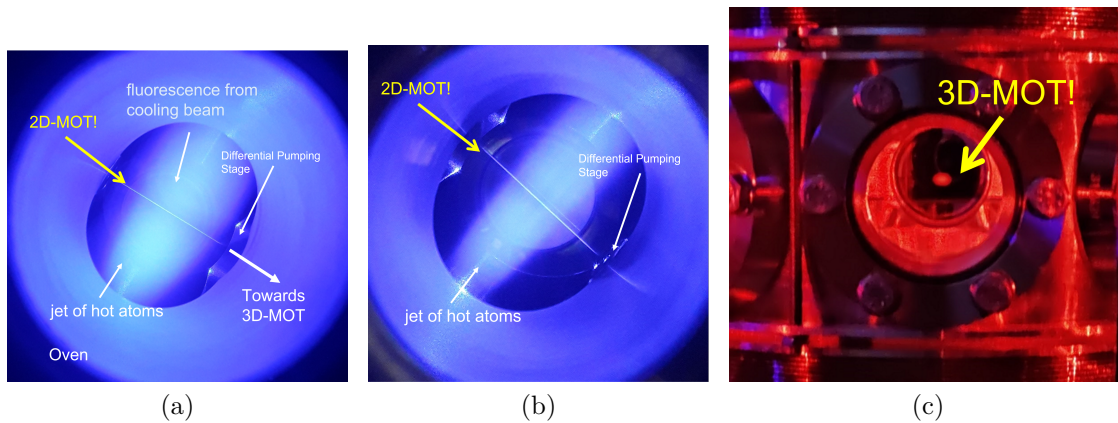 fluorescence from
cooling beam
2D-MOT!
Differential Pumping
Stage
jet of hot atoms
Towards
3D-MOT
Oven
2D-MOT!
Differential Pumping
Stage
jet of hot atoms
3D-MOT!
(a)
(b)
(c)